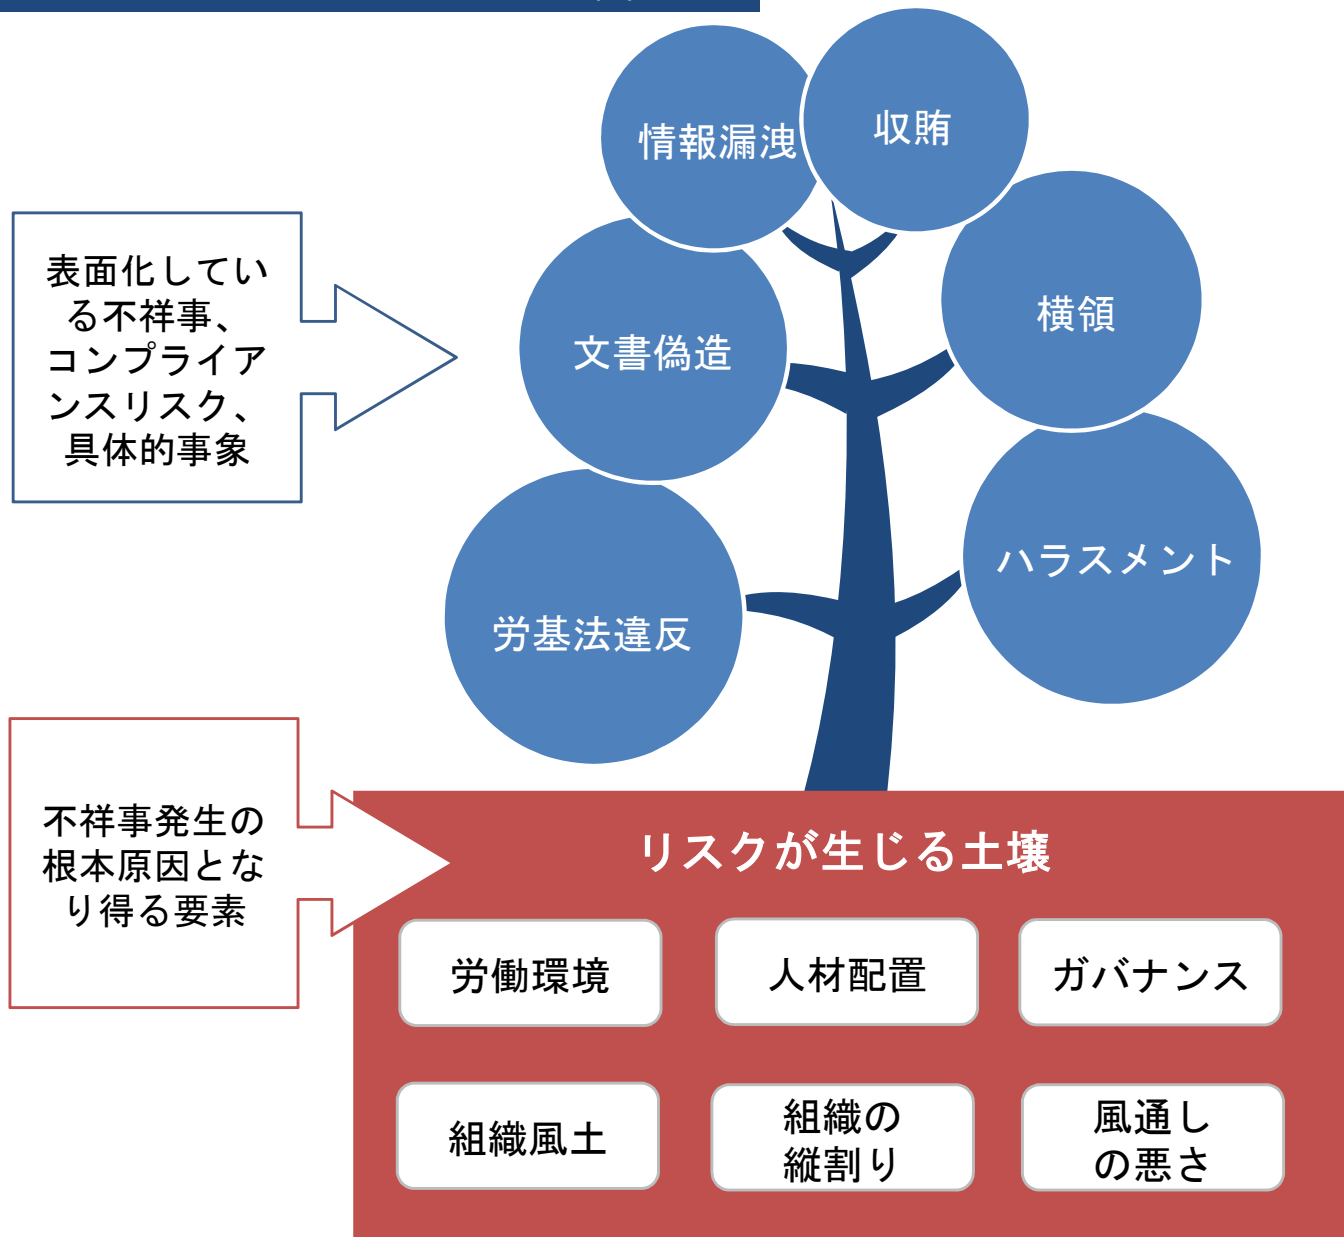 情報漏洩
収賄
表面化してい
る不祥事、
コンプライア
ンスリスク、
具体的事象
横領
文書偽造
ハラスメント
労基法違反
不祥事発生の
根本原因とな
り得る要素
リスクが生じる土壌
労働環境
人材配置
ガバナンス
組織風土
組織の
縦割り
風通し
の悪さ